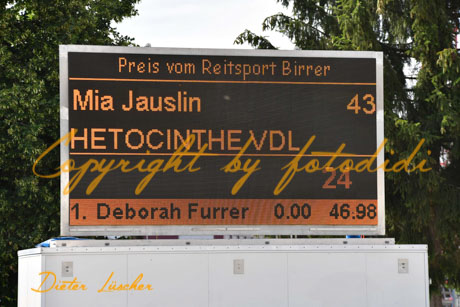 Preis vom Reitsport Birrer
Mia Jauslin 43
HETOCINTHE VDL
Copyright by fotodidi
24
1. Deborah Furrer 0.00 46.98
Dieter Lüscher